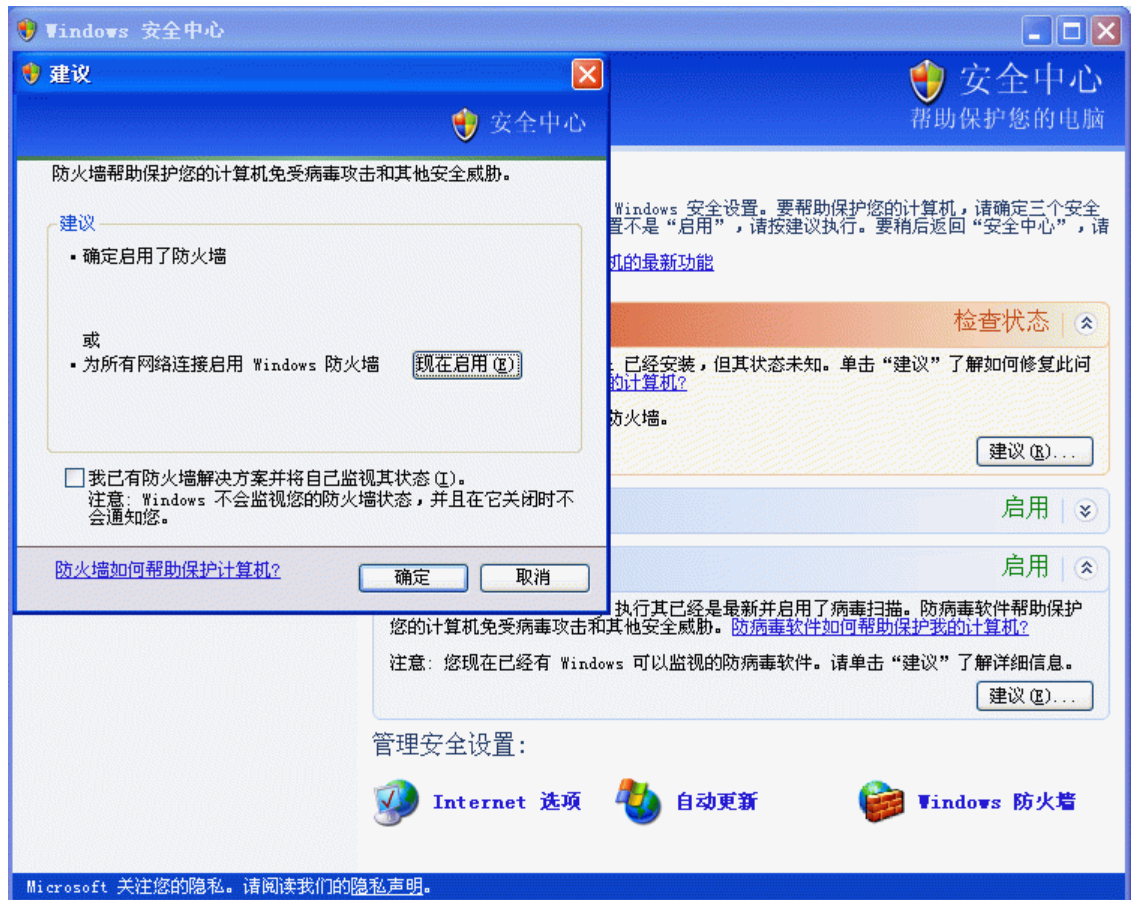 Windows 安全中心
建议
安全中心
防火墙帮助保护您的计算机免受病毒攻击和其他安全威胁。
建议
▪ 确定启用了防火墙
或
▪ 为所有网络连接启用 Windows 防火墙
现在启用(E)
我已有防火墙解决方案并将自己监视其状态(I)。
注意: Windows 不会监视您的防火墙状态，并且在它关闭时不
会通知您。
防火墙如何帮助保护计算机?
确定
取消
安全中心
帮助保护您的电脑
Windows 安全设置。要帮助保护您的计算机，请确定三个安全
置不是“启用”，请按建议执行。要稍后返回“安全中心”，请
机的最新功能
检查状态
已经安装，但其状态未知。单击“建议”了解如何修复此问
的计算机?
防火墙。
建议(R)...
启用
启用
执行其已经是最新并启用了病毒扫描。防病毒软件帮助保护
您的计算机免受病毒攻击和其他安全威胁。防病毒软件如何帮助保护我的计算机?
注意: 您现在已经有 Windows 可以监视的防病毒软件。请单击“建议”了解详细信息。
建议(E)...
管理安全设置:
Internet 选项
自动更新
Windows 防火墙
Microsoft 关注您的隐私。请阅读我们的隐私声明。